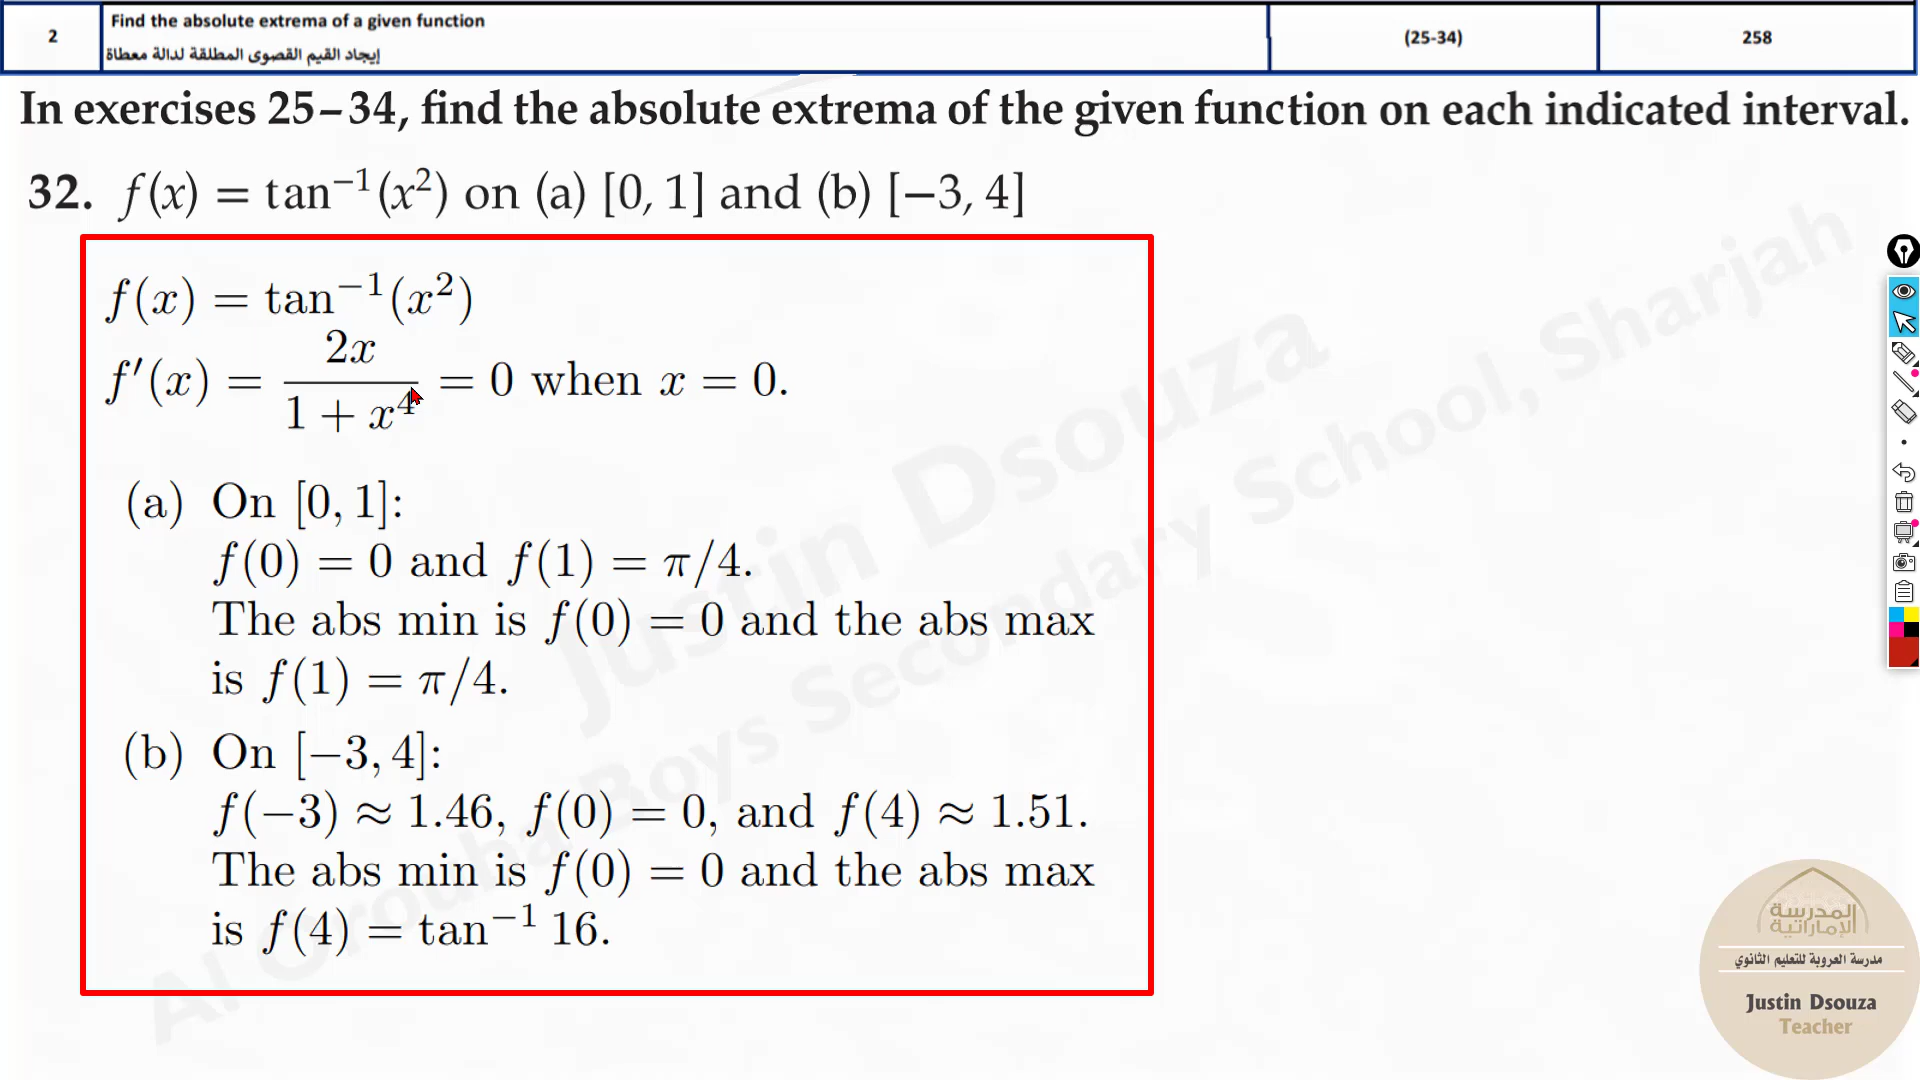 2
Find the absolute extrema of a given function
إيجاد القيم القصوى المطلقة لدالة معطاة
(25-34)
258
In exercises 25–34, find the absolute extrema of the given function on each indicated interval.
32. f(x) = tan⁻¹(x²) on (a) [0, 1] and (b) [−3, 4]
f(x) = tan⁻¹(x²)
f′(x) = 2x / 1 + x⁴ = 0 when x = 0.
(a) On [0, 1]:
f(0) = 0 and f(1) = π/4.
The abs min is f(0) = 0 and the abs max
is f(1) = π/4.
(b) On [−3, 4]:
f(−3) ≈ 1.46, f(0) = 0, and f(4) ≈ 1.51.
The abs min is f(0) = 0 and the abs max
is f(4) = tan⁻¹ 16.
Justin Dsouza
Al Orouba Boys Secondary School, Sharjah
المدرسة
الإماراتية
مدرسة العروبة للتعليم الثانوي
Justin Dsouza
Teacher